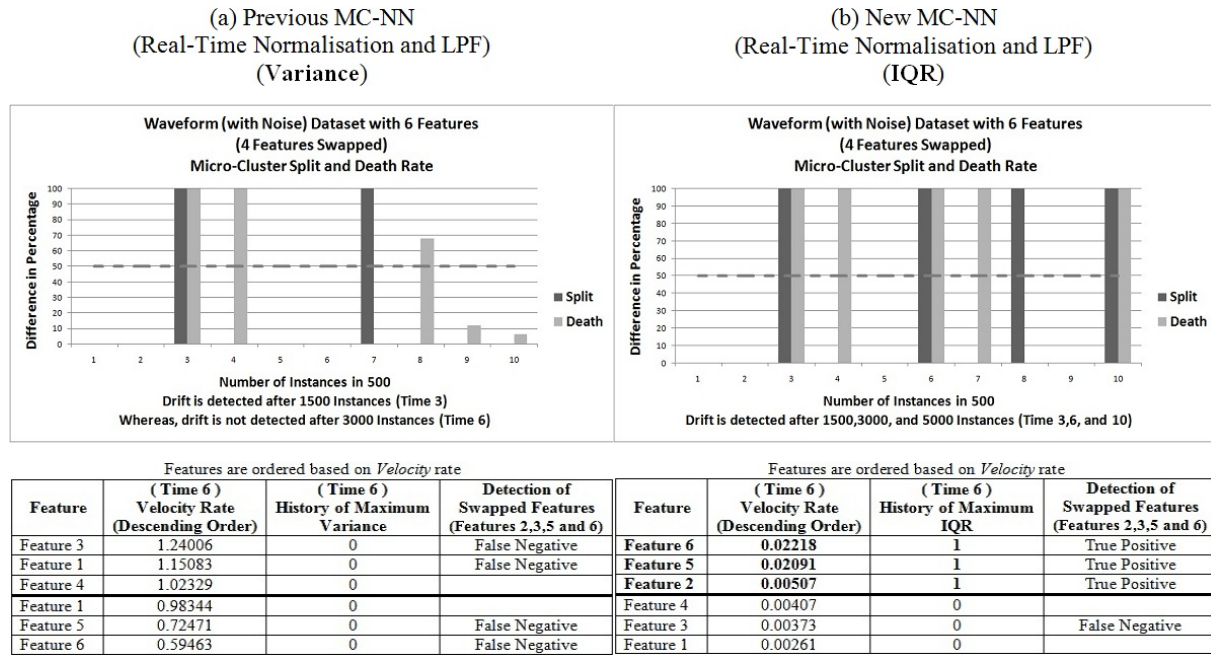 (a) Previous MC-NN
(Real-Time Normalisation and LPF)
(Variance)
Waveform (with Noise) Dataset with 6 Features
(4 Features Swapped)
Micro-Cluster Split and Death Rate
Difference in Percentage
100
90
80
70
60
50
40
30
20
10
0
1 2 3 4 5 6 7 8 9 10
Split
Death
Number of Instances in 500
Drift is detected after 1500 Instances (Time 3)
Whereas, drift is not detected after 3000 Instances (Time 6)
Features are ordered based on Velocity rate
Feature ( Time 6 ) Velocity Rate (Descending Order) ( Time 6 ) History of Maximum Variance Detection of Swapped Features (Features 2,3,5 and 6)
Feature 3 1.24006 0 False Negative
Feature 1 1.15083 0 False Negative
Feature 4 1.02329 0
Feature 1 0.98344 0
Feature 5 0.72471 0 False Negative
Feature 6 0.59463 0 False Negative
(b) New MC-NN
(Real-Time Normalisation and LPF)
(IQR)
Waveform (with Noise) Dataset with 6 Features
(4 Features Swapped)
Micro-Cluster Split and Death Rate
Difference in Percentage
100
90
80
70
60
50
40
30
20
10
0
1 2 3 4 5 6 7 8 9 10
Split
Death
Number of Instances in 500
Drift is detected after 1500,3000, and 5000 Instances (Time 3,6, and 10)
Features are ordered based on Velocity rate
Feature ( Time 6 ) Velocity Rate (Descending Order) ( Time 6 ) History of Maximum IQR Detection of Swapped Features (Features 2,3,5 and 6)
Feature 6 0.02218 1 True Positive
Feature 5 0.02091 1 True Positive
Feature 2 0.00507 1 True Positive
Feature 4 0.00407 0
Feature 3 0.00373 0 False Negative
Feature 1 0.00261 0